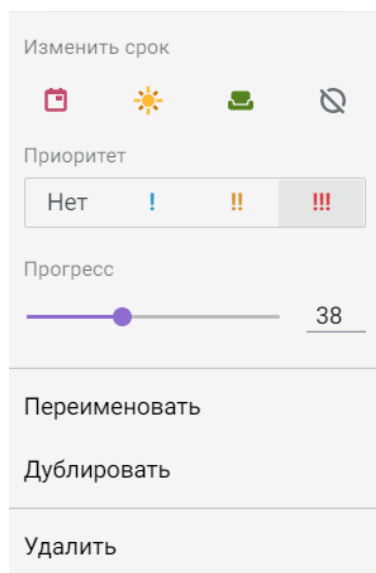 Изменить срок
Приоритет
Нет ! !! !!!
Прогресс
38
Переименовать
Дублировать
Удалить